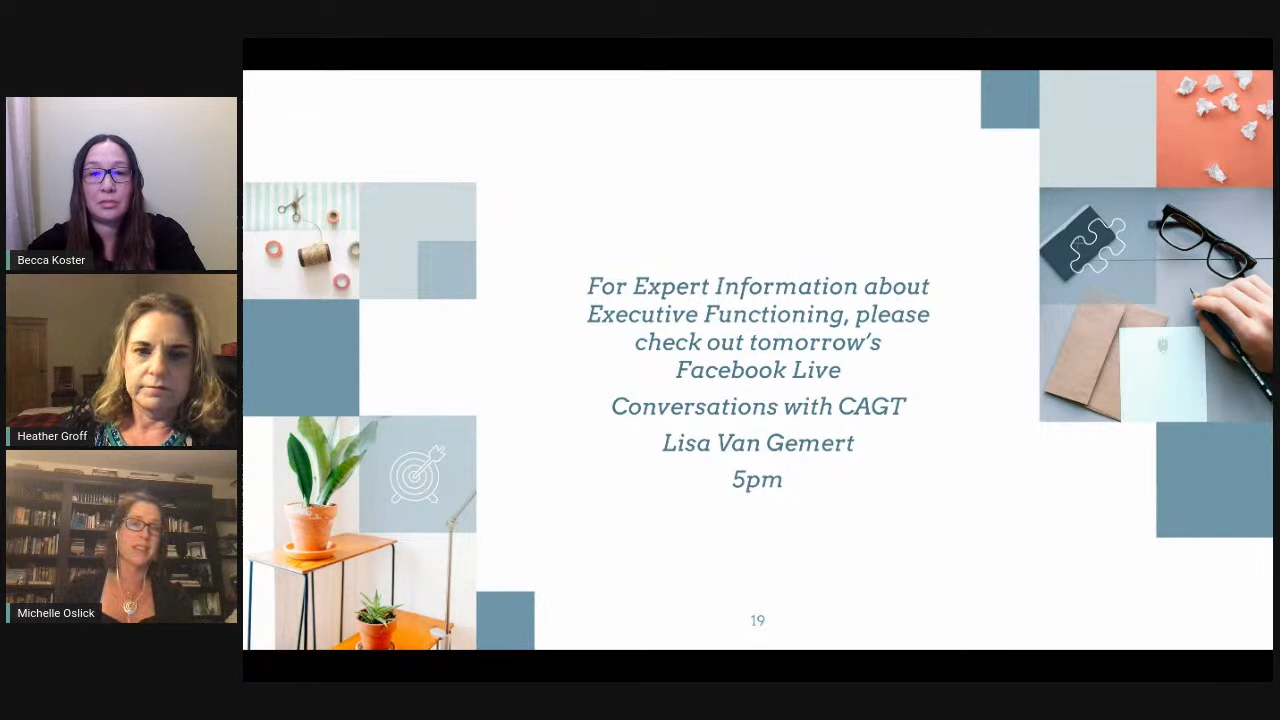 Becca Koster
Heather Groff
Michelle Oslick
For Expert Information about
Executive Functioning, please
check out tomorrow's
Facebook Live
Conversations with CAGT
Lisa Van Gemert
5pm
19